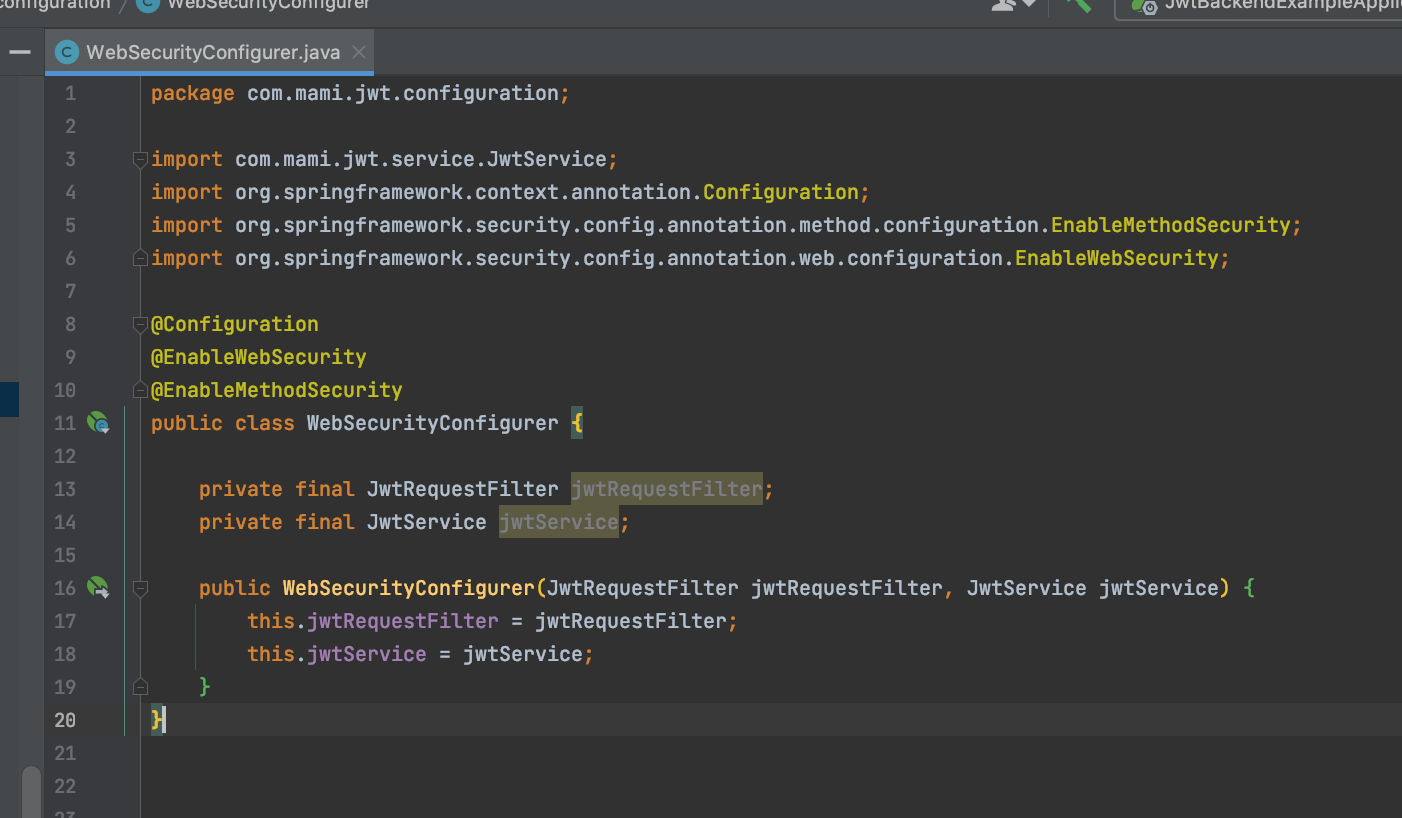 WebSecurityConfigurer
WebSecurityConfigurer.java
1 package com.mami.jwt.configuration;
2
3 import com.mami.jwt.service.JwtService;
4 import org.springframework.context.annotation.Configuration;
5 import org.springframework.security.config.annotation.method.configuration.EnableMethodSecurity;
6 import org.springframework.security.config.annotation.web.configuration.EnableWebSecurity;
7
8 @Configuration
9 @EnableWebSecurity
10 @EnableMethodSecurity
11 public class WebSecurityConfigurer {
12
13 private final JwtRequestFilter jwtRequestFilter;
14 private final JwtService jwtService;
15
16 public WebSecurityConfigurer(JwtRequestFilter jwtRequestFilter, JwtService jwtService) {
17 this.jwtRequestFilter = jwtRequestFilter;
18 this.jwtService = jwtService;
19 }
20 }
21
22